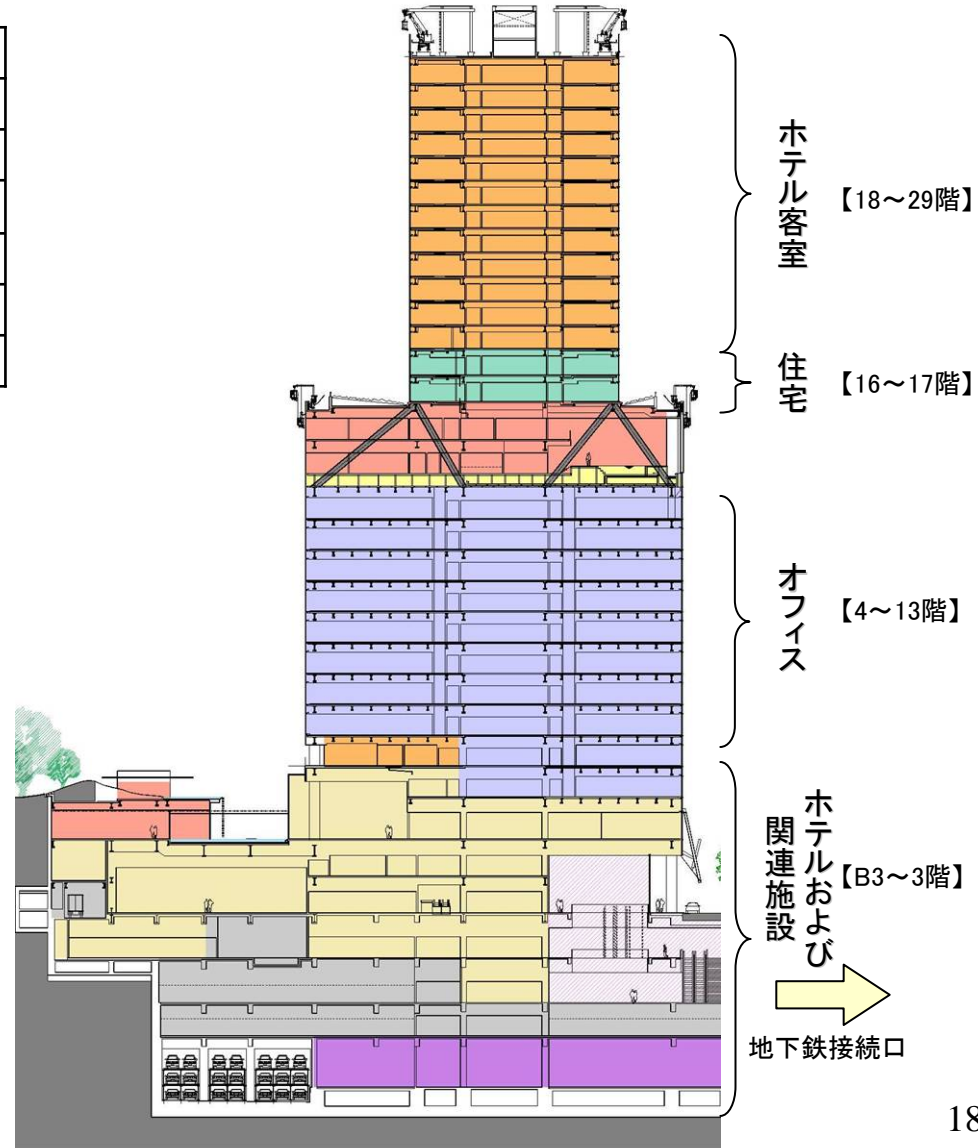 ホテル客室
【18～29階】
住宅
【16～17階】
オフィス
【4～13階】
ホテルおよび
関連施設
【B3～3階】
地下鉄接続口
18